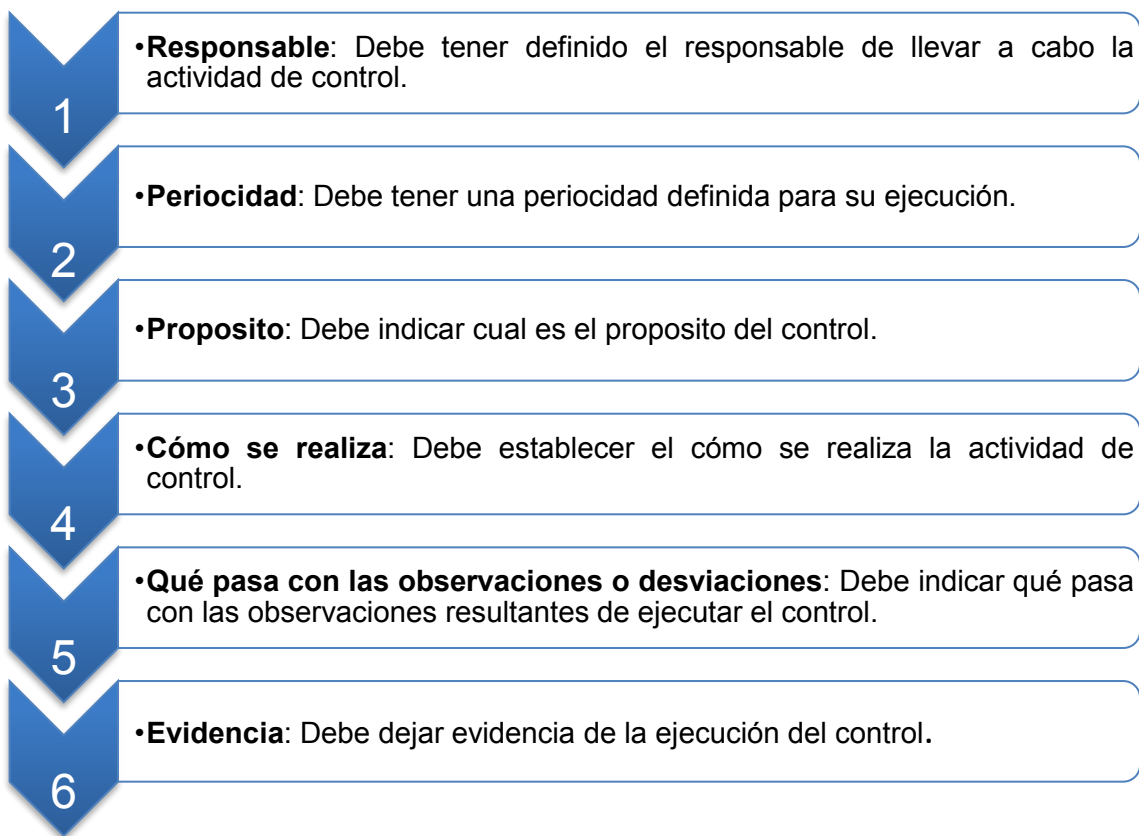 •Responsable: Debe tener definido el responsable de llevar a cabo la
actividad de control.
1
•Periocidad: Debe tener una periocidad definida para su ejecución.
2
•Proposito: Debe indicar cual es el proposito del control.
3
•Cómo se realiza: Debe establecer el cómo se realiza la actividad de
control.
4
•Qué pasa con las observaciones o desviaciones: Debe indicar qué pasa
con las observaciones resultantes de ejecutar el control.
5
•Evidencia: Debe dejar evidencia de la ejecución del control.
6